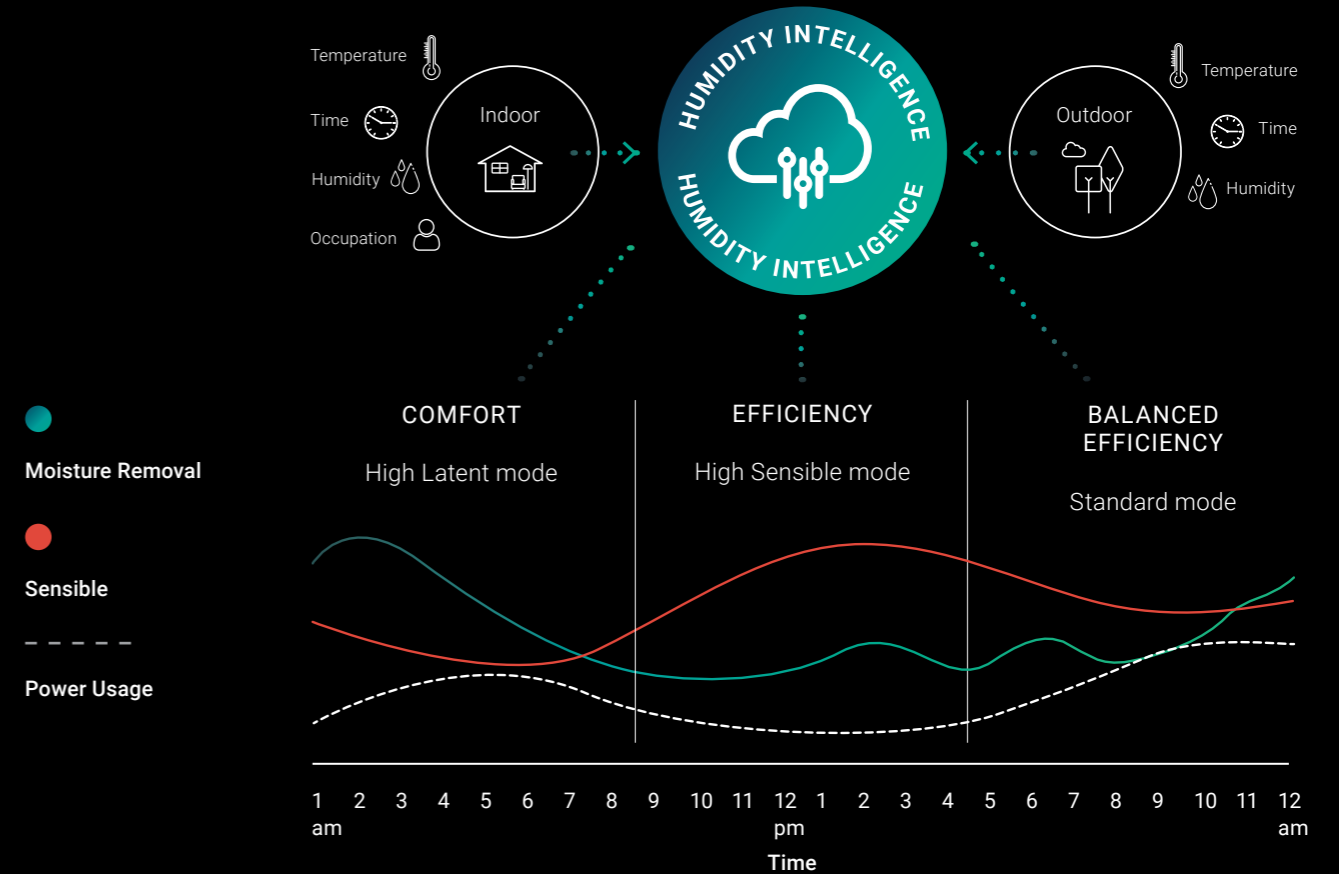 Temperature
Time
Humidity
Occupation
Indoor
HUMIDITY INTELLIGENCE
HUMIDITY INTELLIGENCE
Outdoor
Temperature
Time
Humidity
Moisture Removal
Sensible
Power Usage
COMFORT
High Latent mode
EFFICIENCY
High Sensible mode
BALANCED
EFFICIENCY
Standard mode
1 2 3 4 5 6 7 8 9 10 11 12 1 2 3 4 5 6 7 8 9 10 11 12
am pm am
Time